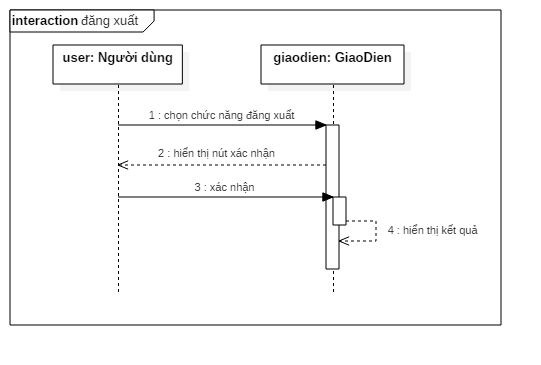 interaction đăng xuất
user: Người dùng
giaodien: GiaoDien
1 : chọn chức năng đăng xuất
2 : hiển thị nút xác nhận
3 : xác nhận
4 : hiển thị kết quả